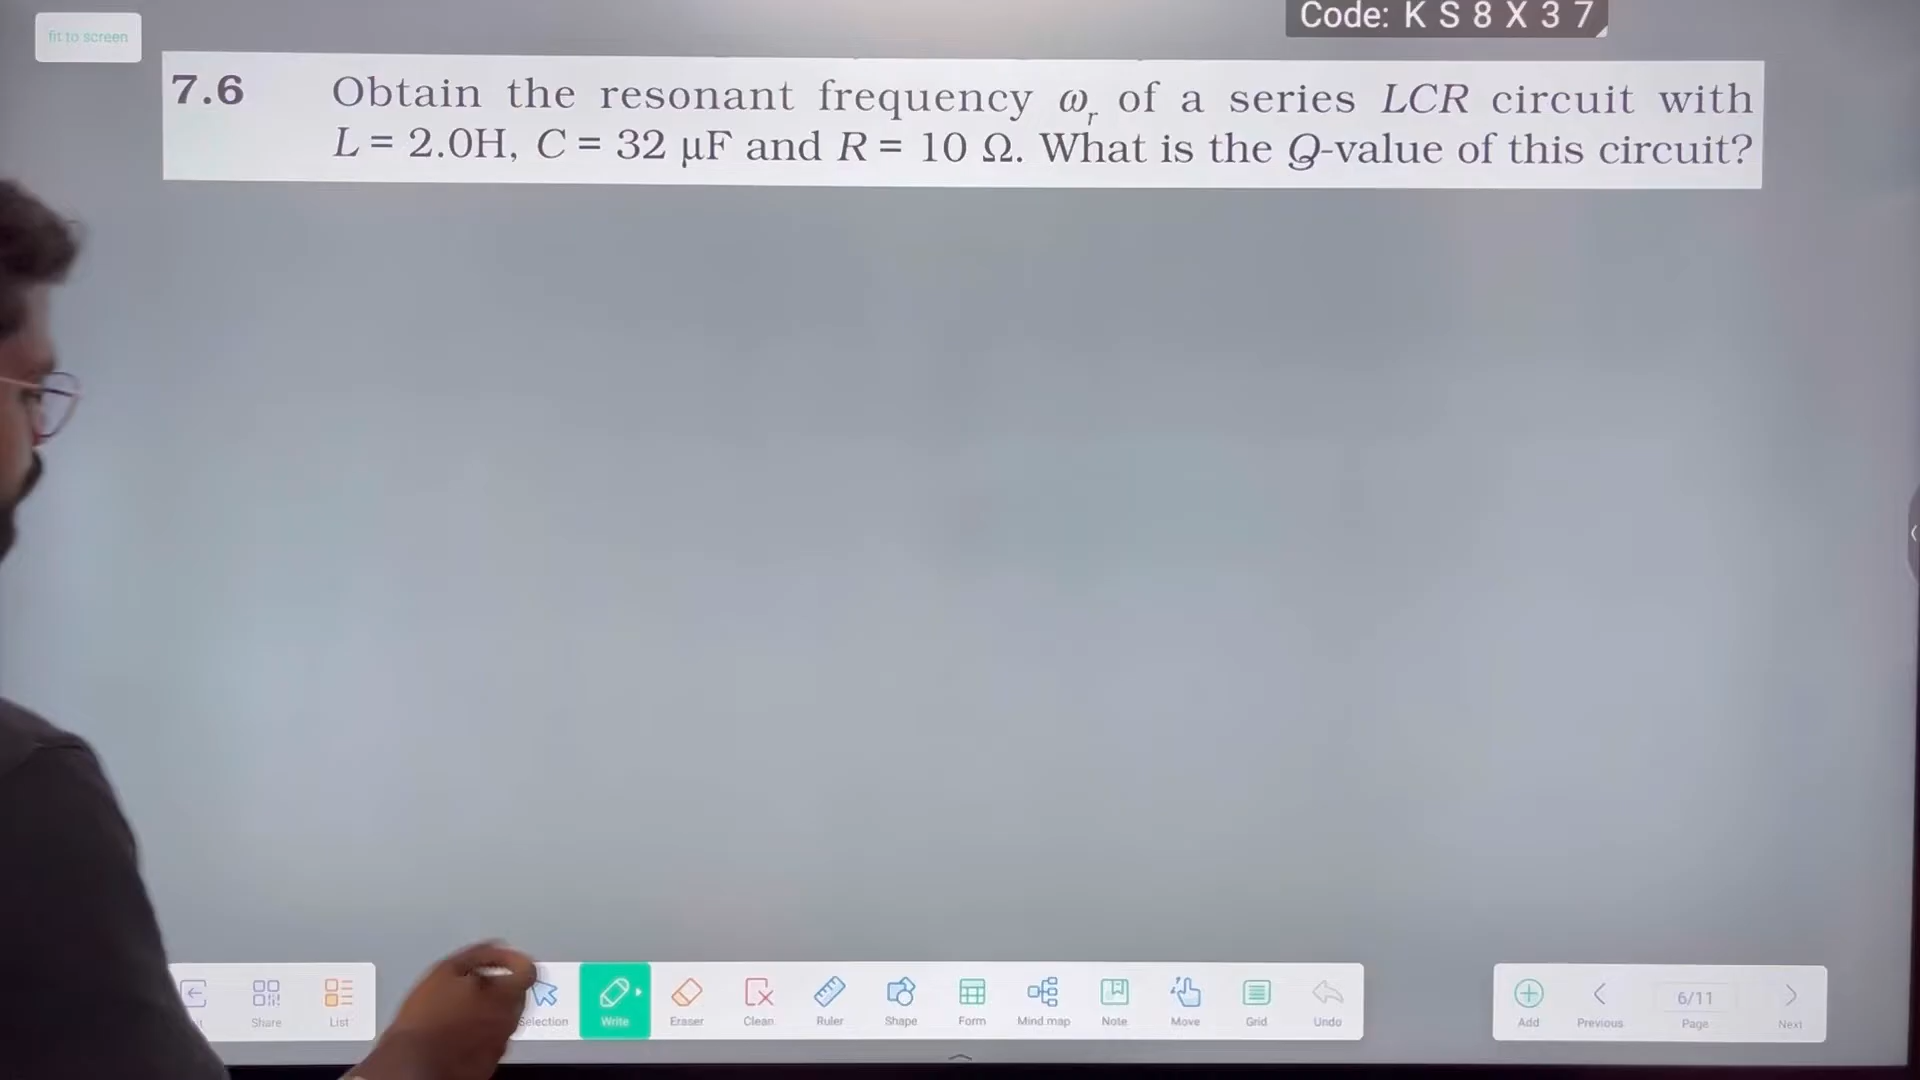 fit to screen
Code: K S 8 X 3 7
7.6 Obtain the resonant frequency ωr of a series LCR circuit with
L = 2.0H, C = 32 μF and R = 10 Ω. What is the Q-value of this circuit?
Share
List
Selection
Write
Eraser
Clean
Ruler
Shape
Form
Mind map
Note
Move
Grid
Undo
Add
Previous
6/11
Page
Next